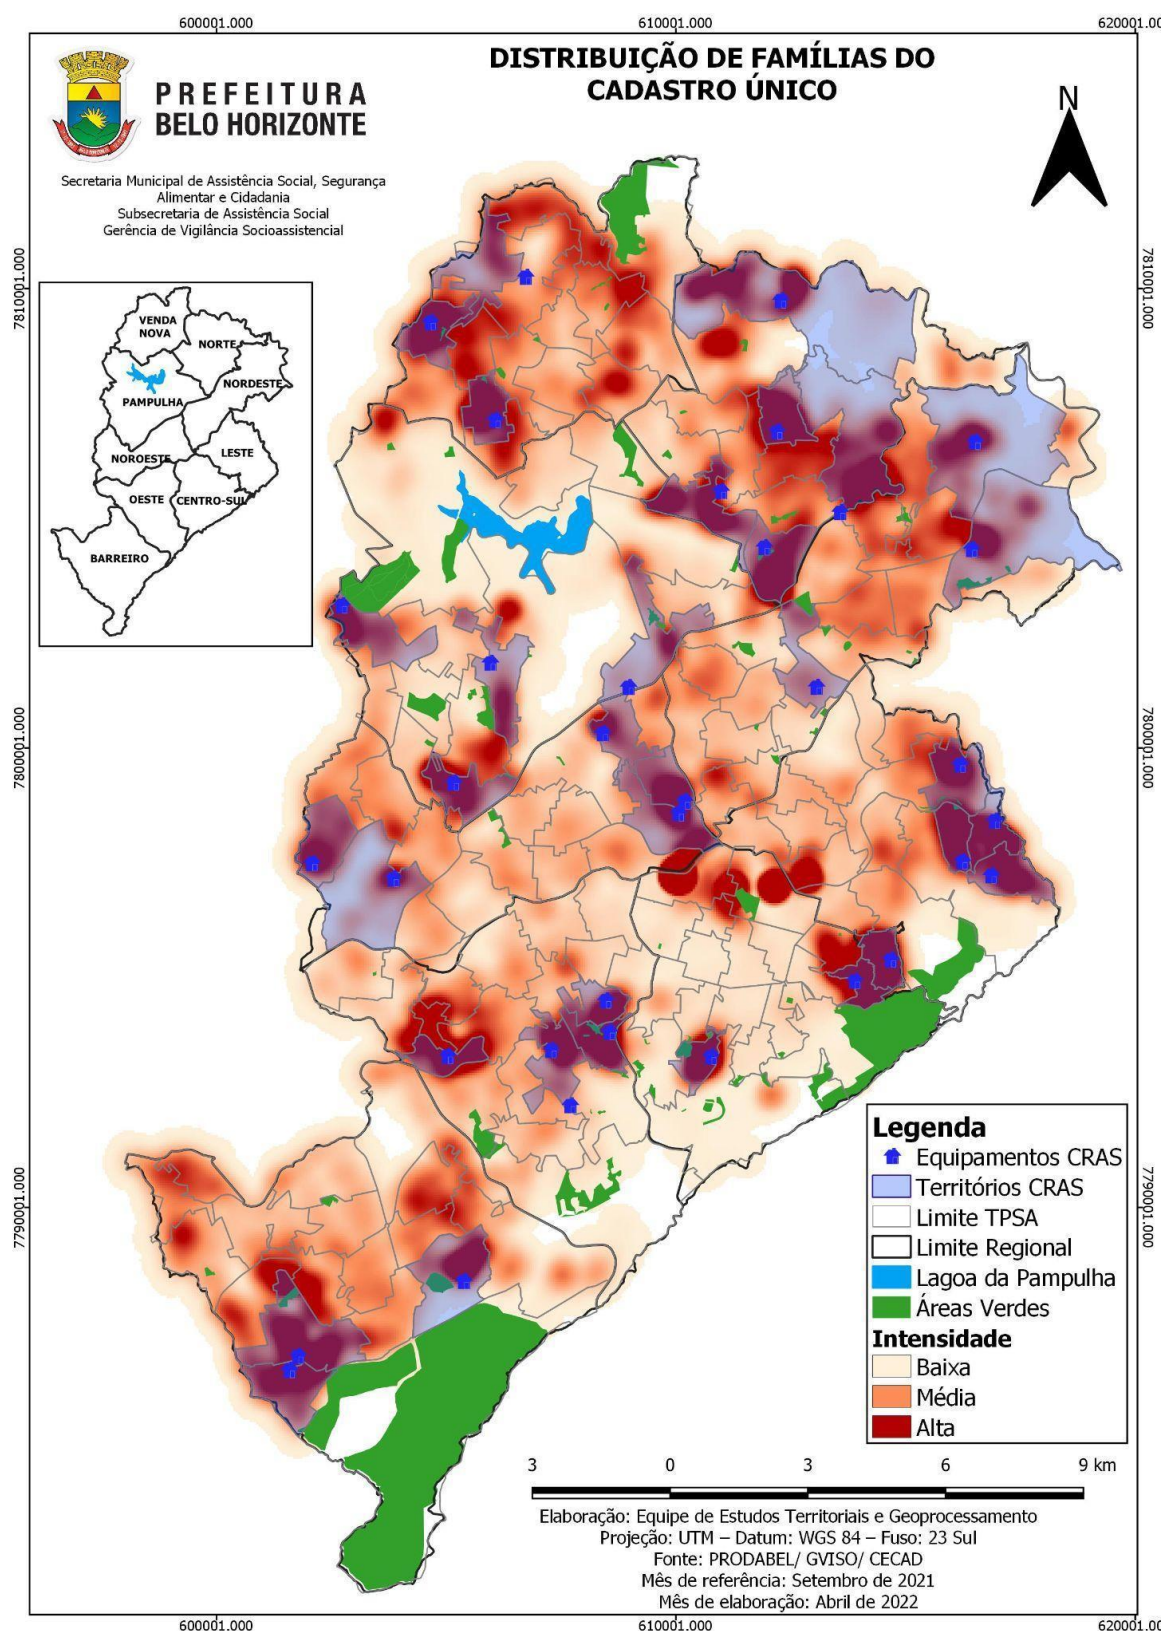 600001.000
610001.000
620001.000
PREFEITURA
BELO HORIZONTE
DISTRIBUIÇÃO DE FAMÍLIAS DO
CADASTRO ÚNICO
N
Secretaria Municipal de Assistência Social, Segurança
Alimentar e Cidadania
Subsecretaria de Assistência Social
Gerência de Vigilância Socioassistencial
7810001.000
7810001.000
VENDA
NOVA
NORTE
NORDESTE
PAMPULHA
NOROESTE
LESTE
OESTE
CENTRO-SUL
BARREIRO
7800001.000
7800001.000
7790001.000
7790001.000
Legenda
Equipamentos CRAS
Territórios CRAS
Limite TPSA
Limite Regional
Lagoa da Pampulha
Áreas Verdes
Intensidade
Baixa
Média
Alta
3 0 3 6 9 km
Elaboração: Equipe de Estudos Territoriais e Geoprocessamento
Projeção: UTM – Datum: WGS 84 – Fuso: 23 Sul
Fonte: PRODABEL/ GVISO/ CECAD
Mês de referência: Setembro de 2021
Mês de elaboração: Abril de 2022
600001.000
610001.000
620001.000